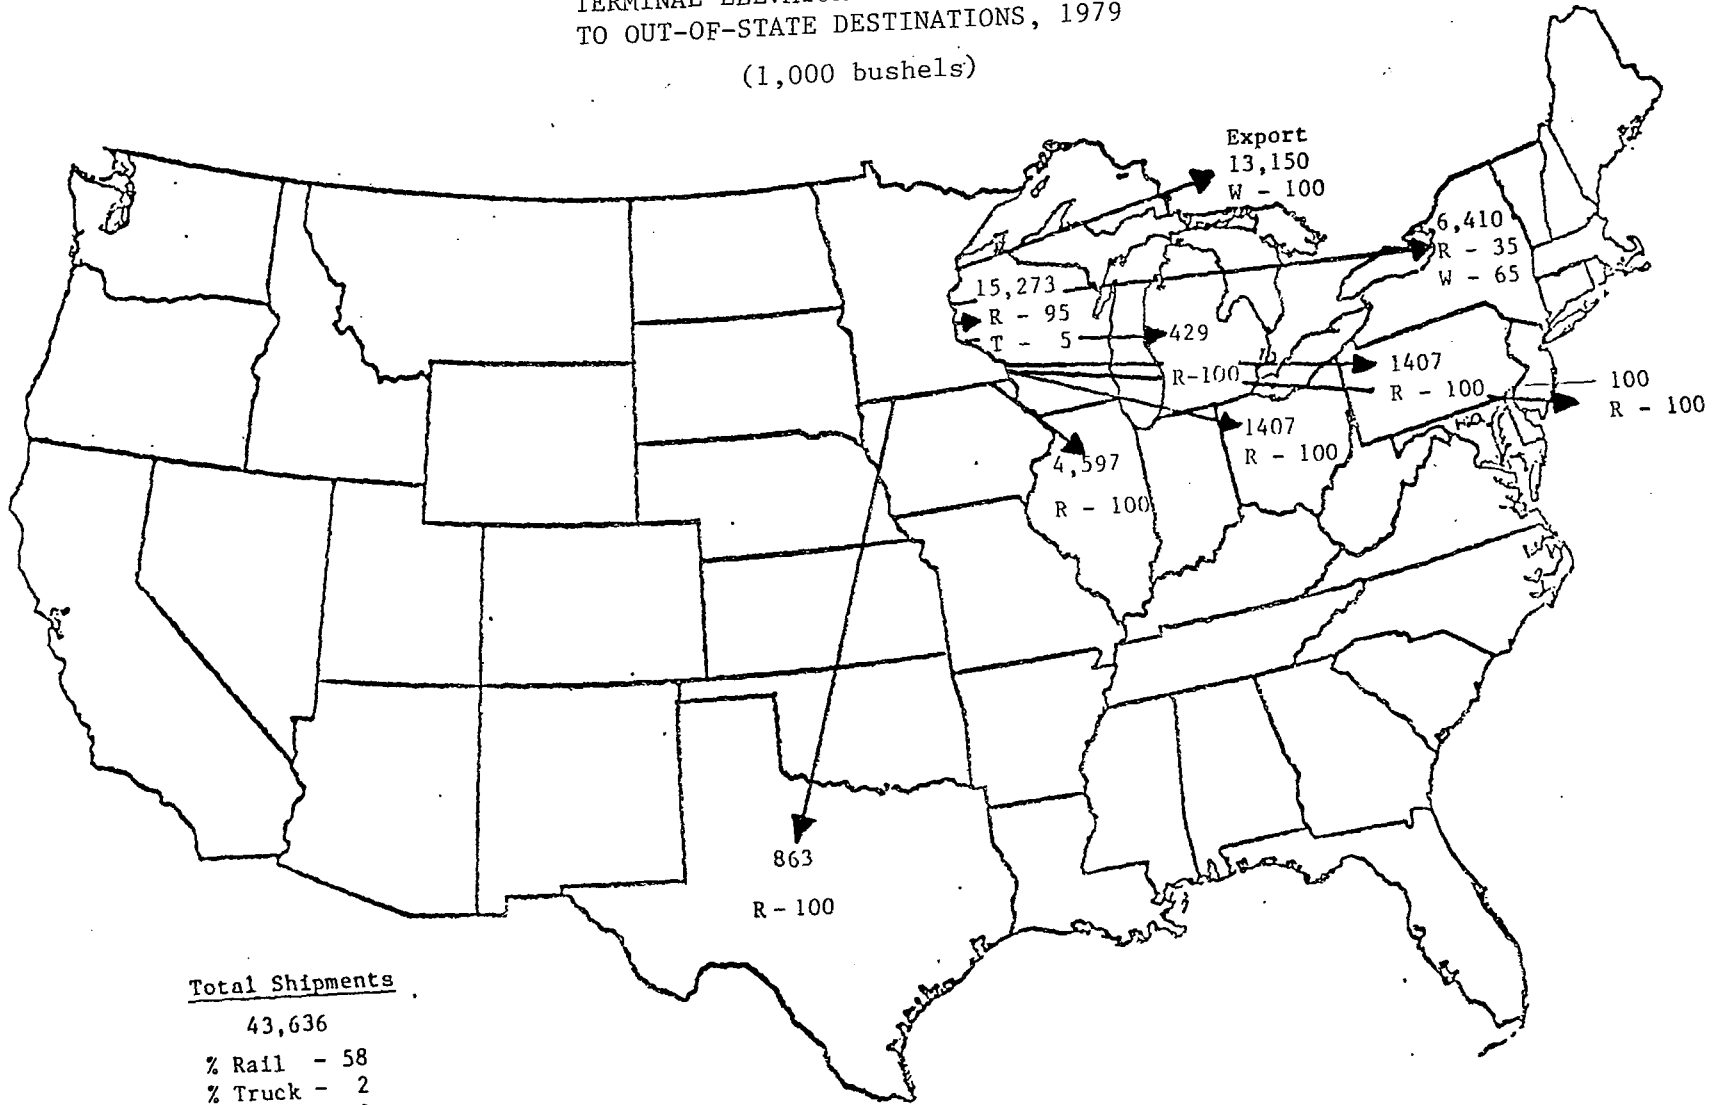 TERMINAL ELEVATOR
TO OUT-OF-STATE DESTINATIONS, 1979
(1,000 bushels)
Export
13,150
W - 100
6,410
R - 35
W - 65
15,273
R - 95
T - 5
429
R-100
1407
R - 100
100
R - 100
1407
R - 100
4,597
R - 100
863
R - 100
Total Shipments
43,636
% Rail - 58
% Truck - 2